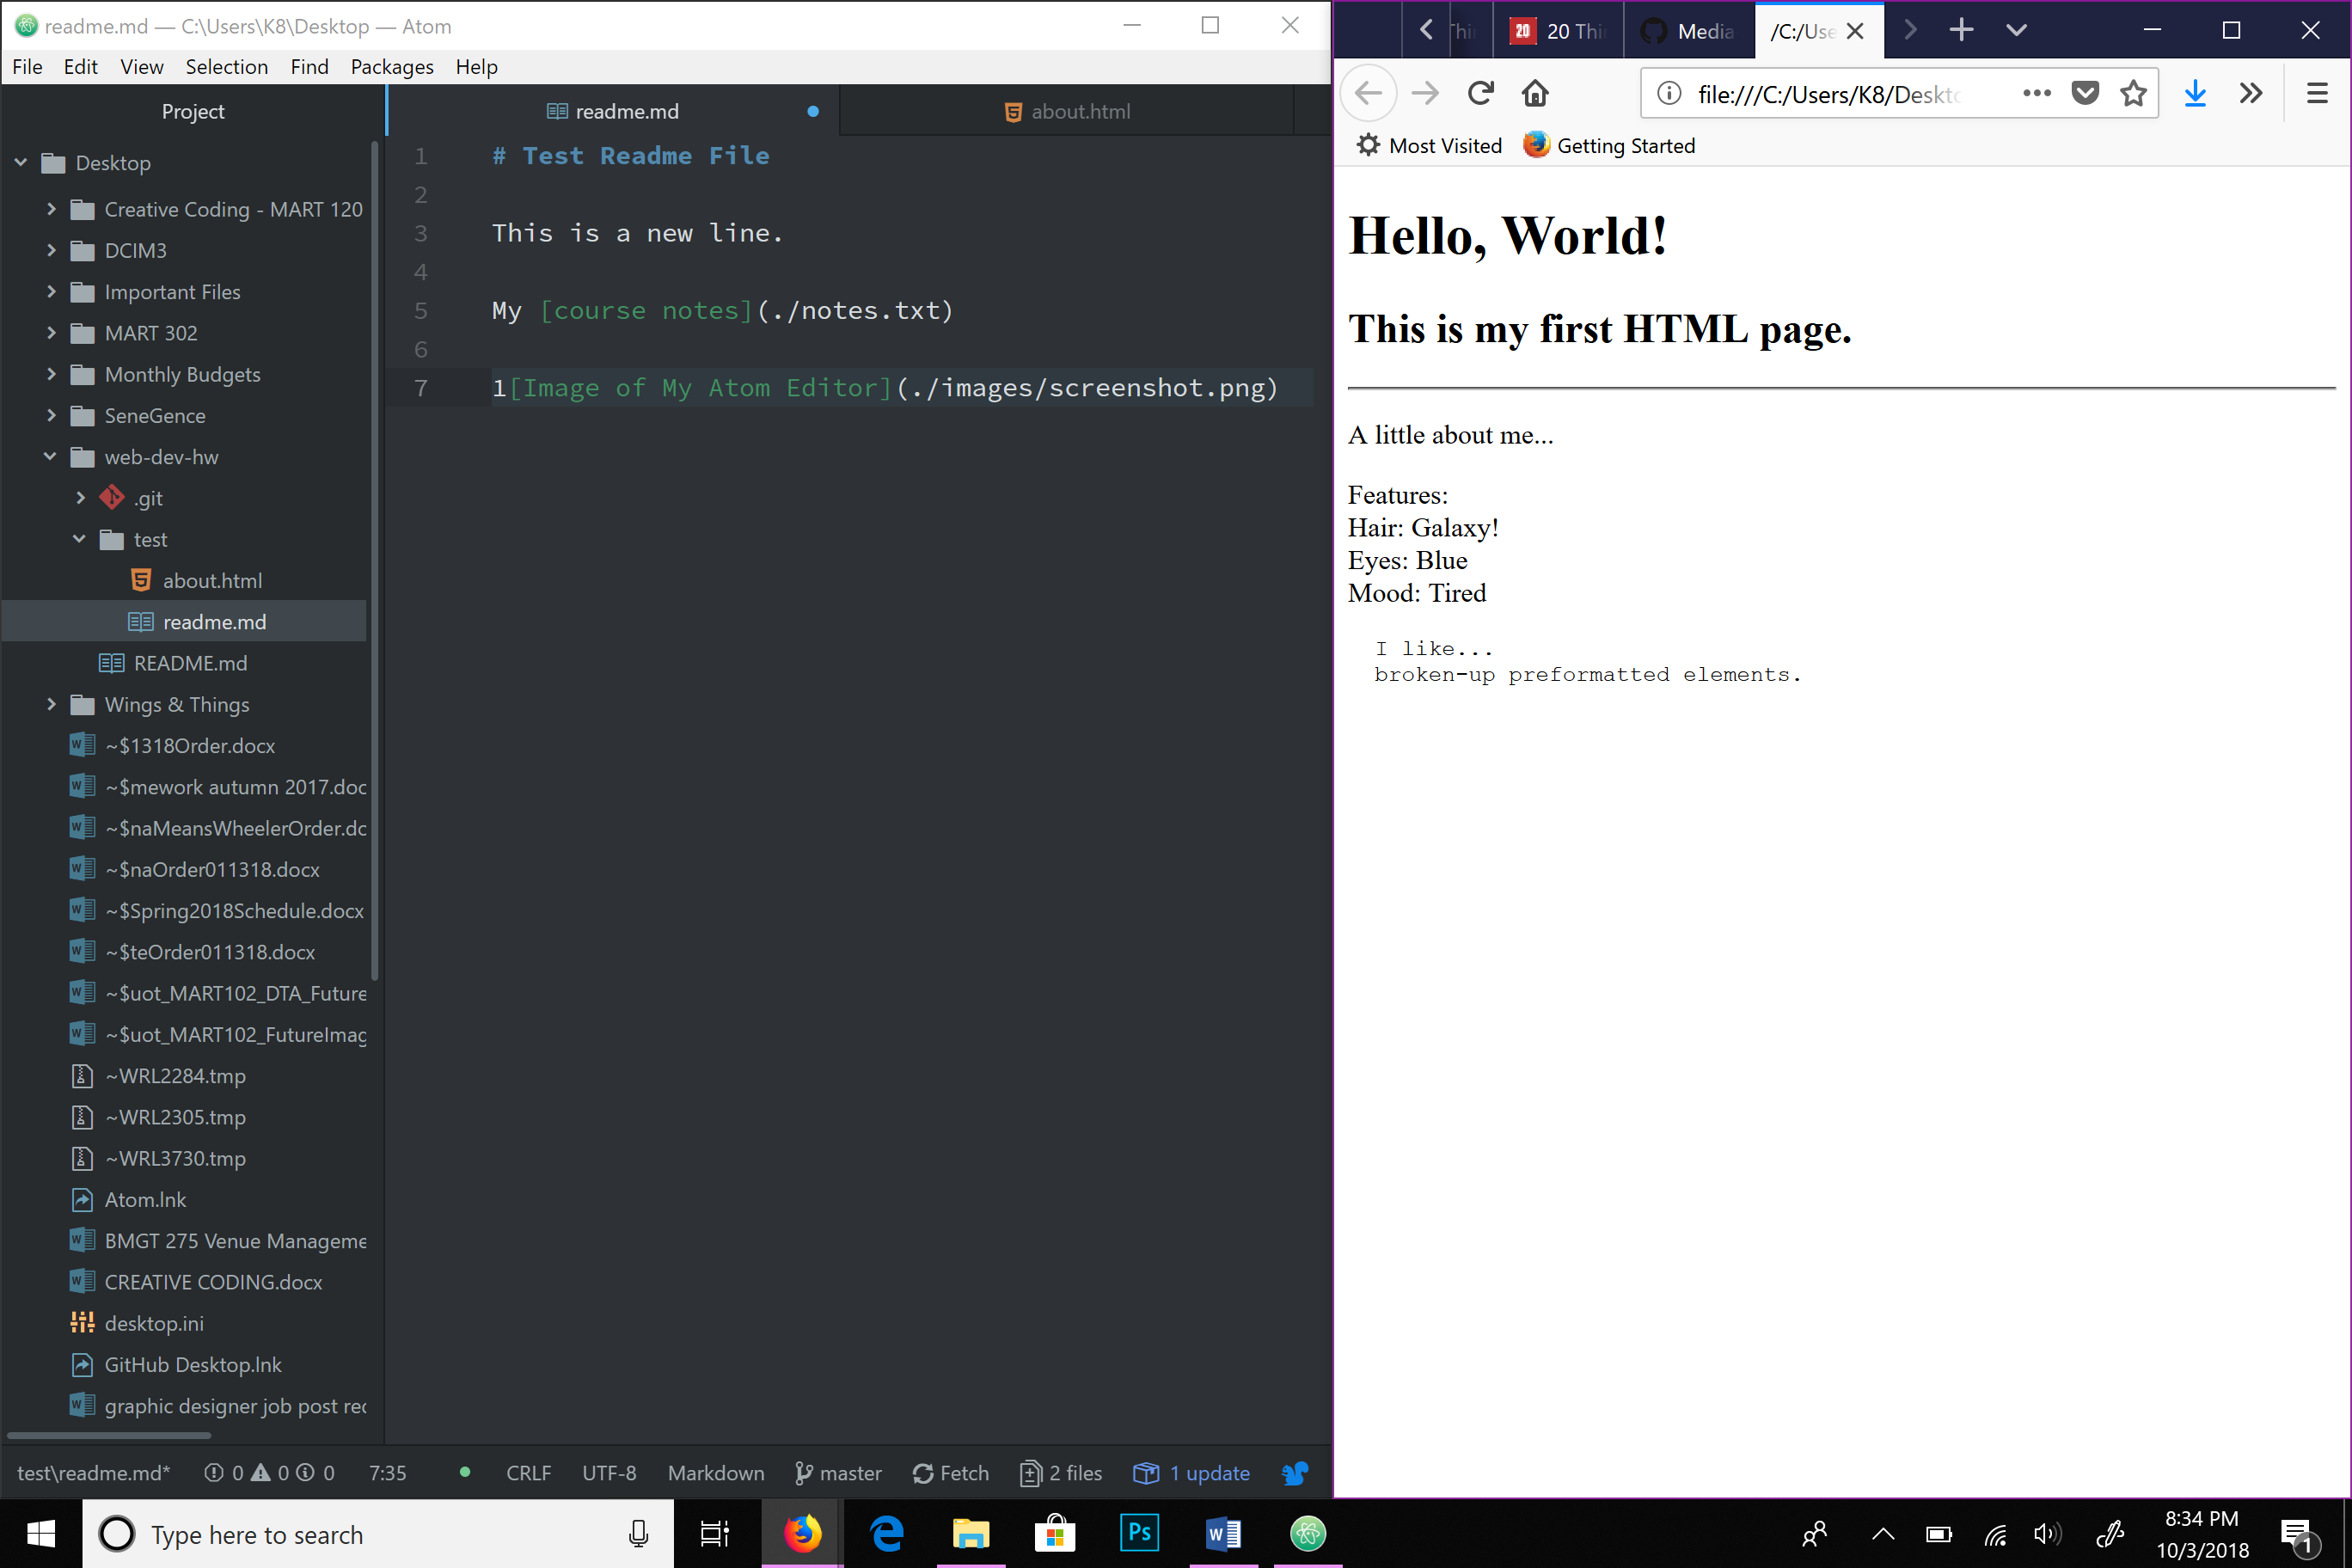 readme.md — C:\Users\K8\Desktop — Atom
File Edit View Selection Find Packages Help
Project
Desktop
Creative Coding - MART 120
DCIM3
Important Files
MART 302
Monthly Budgets
SeneGence
web-dev-hw
.git
test
about.html
readme.md
README.md
Wings & Things
~$1318Order.docx
~$mework autumn 2017.doc
~$naMeansWheelerOrder.dc
~$naOrder011318.docx
~$Spring2018Schedule.docx
~$teOrder011318.docx
~$uot_MART102_DTA_Future
~$uot_MART102_FutureImag
~WRL2284.tmp
~WRL2305.tmp
~WRL3730.tmp
Atom.lnk
BMGT 275 Venue Manageme
CREATIVE CODING.docx
desktop.ini
GitHub Desktop.lnk
graphic designer job post rec
readme.md about.html
1 # Test Readme File
2
3 This is a new line.
4
5 My [course notes](./notes.txt)
6
7 1[Image of My Atom Editor](./images/screenshot.png)
test\readme.md* 0 0 0 7:35 CRLF UTF-8 Markdown master Fetch 2 files 1 update
20 20 Thi Media /C:/Use
file:///C:/Users/K8/Deskto
Most Visited Getting Started
Hello, World!
This is my first HTML page.
A little about me...
Features:
Hair: Galaxy!
Eyes: Blue
Mood: Tired
I like...
broken-up preformatted elements.
Type here to search
Ps
8:34 PM
10/3/2018
1